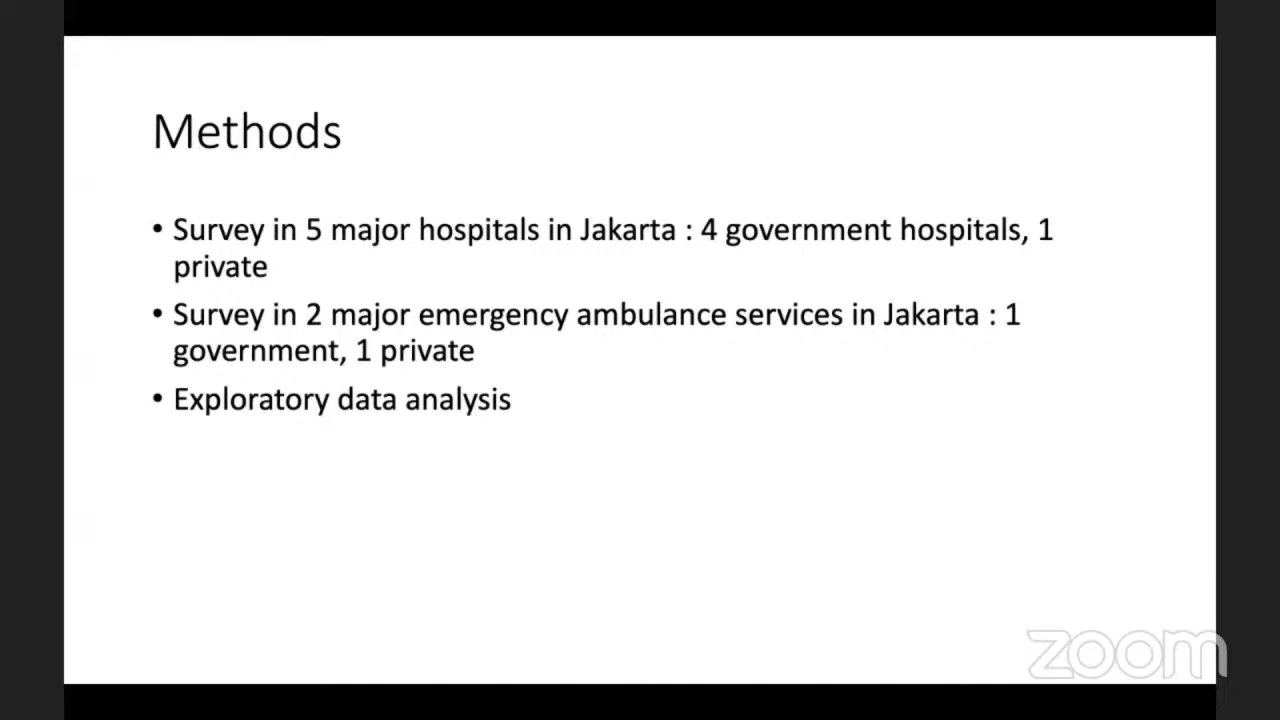 Methods
• Survey in 5 major hospitals in Jakarta : 4 government hospitals, 1
private
• Survey in 2 major emergency ambulance services in Jakarta : 1
government, 1 private
• Exploratory data analysis
zoom